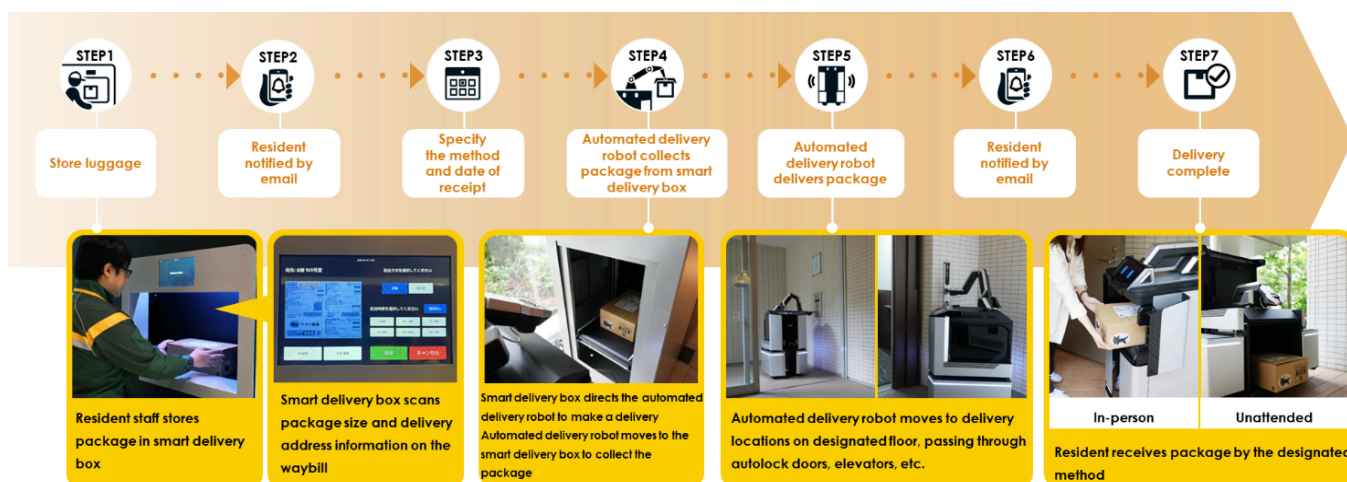 STEP1
STEP2
STEP3
STEP4
STEP5
STEP6
STEP7
Store luggage
Resident
notified by
email
Specify
the method
and date of
receipt
Automated delivery
robot collects
package from smart
delivery box
Automated
delivery robot
delivers package
Resident
notified by
email
Delivery
complete
Resident staff stores
package in smart delivery
box
キャンセル
Smart delivery box scans
package size and delivery
address information on the
waybill
Smart delivery box directs the automated
delivery robot to make a delivery
Automated delivery robot moves to the
smart delivery box to collect the
package
Automated delivery robot moves to delivery
locations on designated floor, passing through
autolock doors, elevators, etc.
In-person
Unattended
Resident receives package by the designated
method